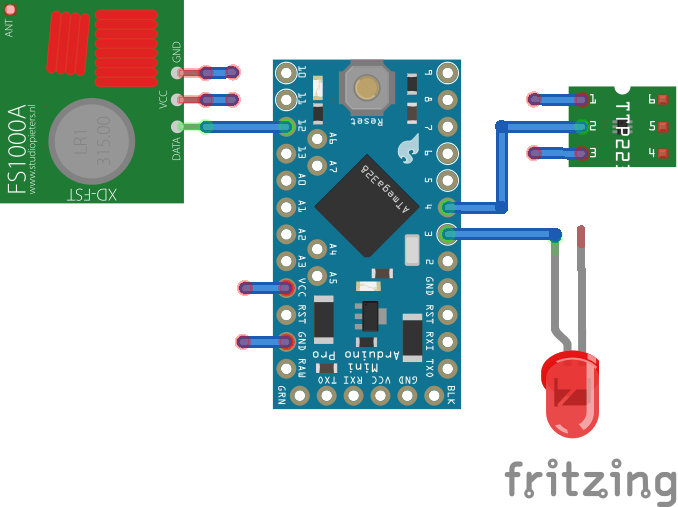 ANT
GND
VCC
DATA
FS1000A
www.studiopieters.nl
LR1
315.00
XD-FST
10
11
12
13
A0
A1
A2
A3
VCC
RST
GND
RAW
A6
A7
A4
A5
Reset
ATmega328
9
8
7
6
5
4
3
2
GND
RST
RXI
TXO
Arduino
Pro Mini
GRN
TXO RXI VCC GND
BLK
1
2
3
TTP223
6
5
4
fritzing